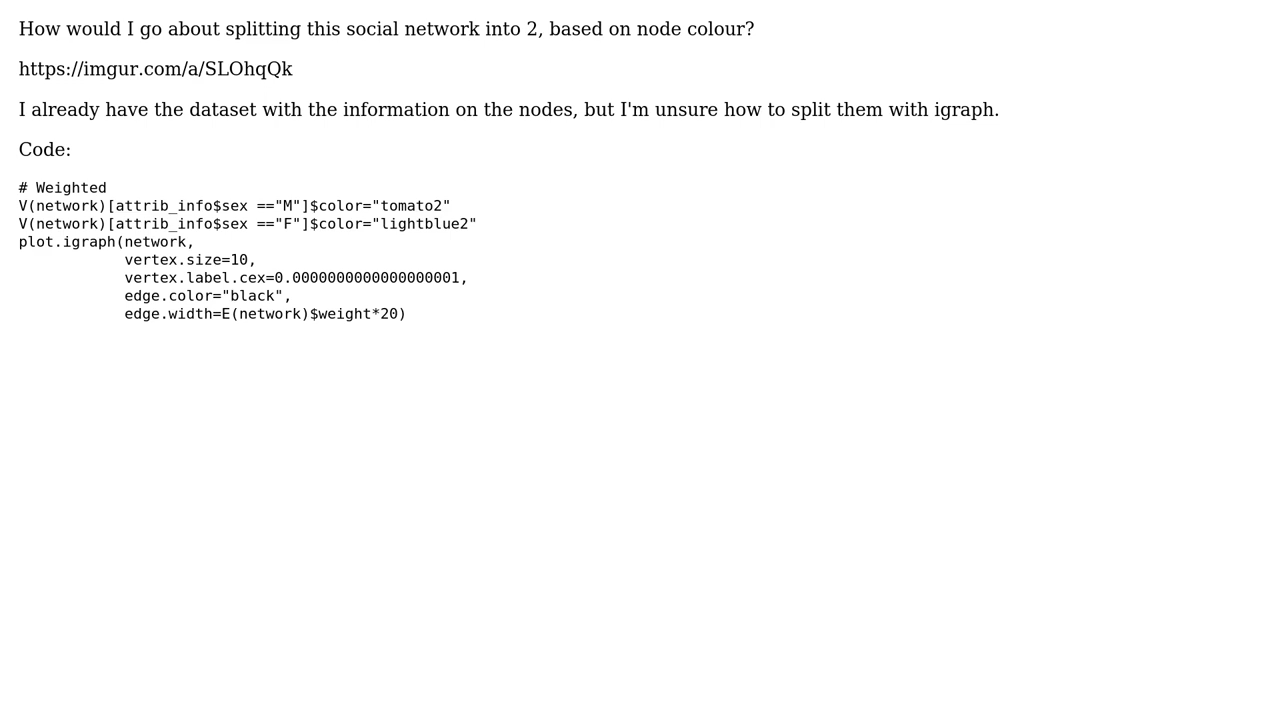 How would I go about splitting this social network into 2, based on node colour?
https://imgur.com/a/SLOhqQk
I already have the dataset with the information on the nodes, but I'm unsure how to split them with igraph.
Code:
# Weighted
V(network)[attrib_info$sex =="M"]$color="tomato2"
V(network)[attrib_info$sex =="F"]$color="lightblue2"
plot.igraph(network,
            vertex.size=10,
            vertex.label.cex=0.0000000000000000001,
            edge.color="black",
            edge.width=E(network)$weight*20)